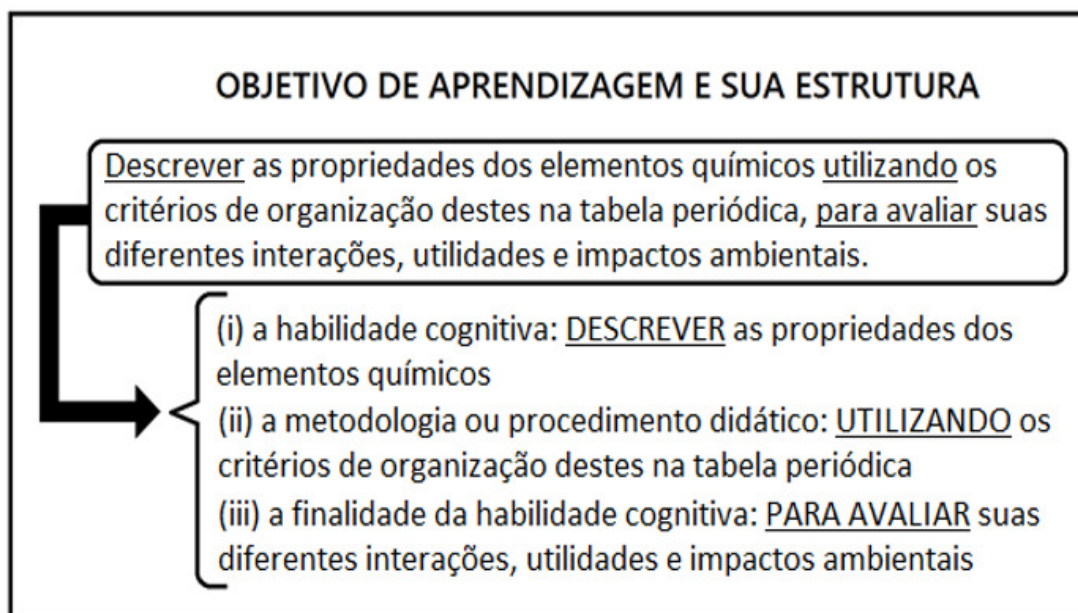 OBJETIVO DE APRENDIZAGEM E SUA ESTRUTURA
Descrever as propriedades dos elementos químicos utilizando os
critérios de organização destes na tabela periódica, para avaliar suas
diferentes interações, utilidades e impactos ambientais.
(i) a habilidade cognitiva: DESCREVER as propriedades dos
elementos químicos
(ii) a metodologia ou procedimento didático: UTILIZANDO os
critérios de organização destes na tabela periódica
(iii) a finalidade da habilidade cognitiva: PARA AVALIAR suas
diferentes interações, utilidades e impactos ambientais